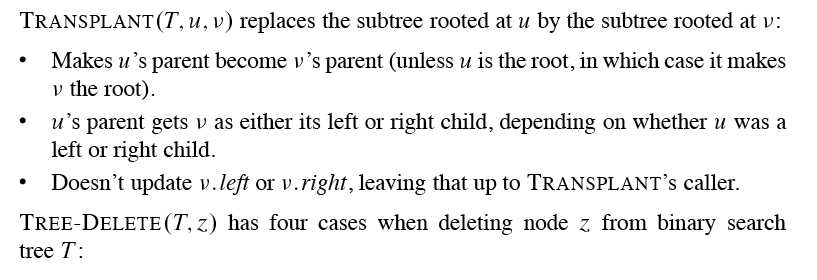 TRANSPLANT(T, u, v) replaces the subtree rooted at u by the subtree rooted at v:
• Makes u’s parent become v’s parent (unless u is the root, in which case it makes
v the root).
• u’s parent gets v as either its left or right child, depending on whether u was a
left or right child.
• Doesn’t update v.left or v.right, leaving that up to TRANSPLANT’s caller.
TREE-DELETE(T, z) has four cases when deleting node z from binary search
tree T: